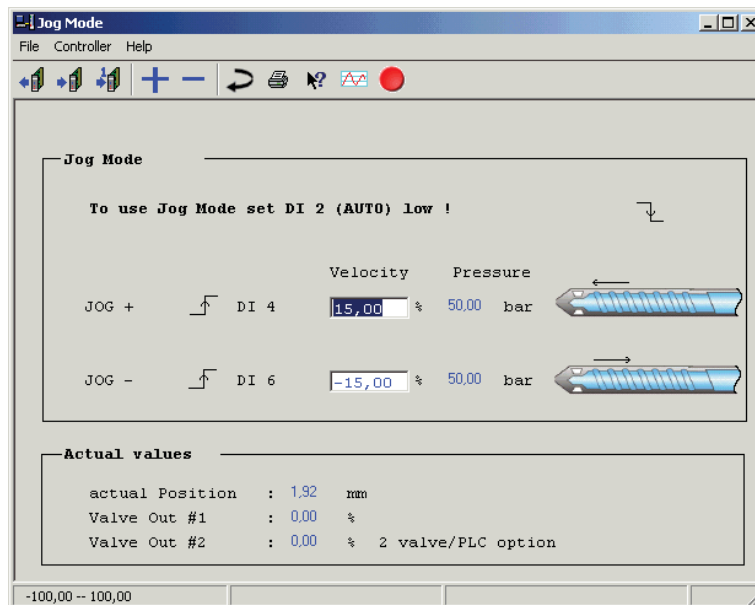 Jog Mode
File Controller Help
Jog Mode
To use Jog Mode set DI 2 (AUTO) low !
Velocity Pressure
JOG + DI 4 15,00 % 50,00 bar
JOG - DI 6 -15,00 % 50,00 bar
Actual values
actual Position : 1,92 mm
Valve Out #1 : 0,00 %
Valve Out #2 : 0,00 % 2 valve/PLC option
-100,00 -- 100,00